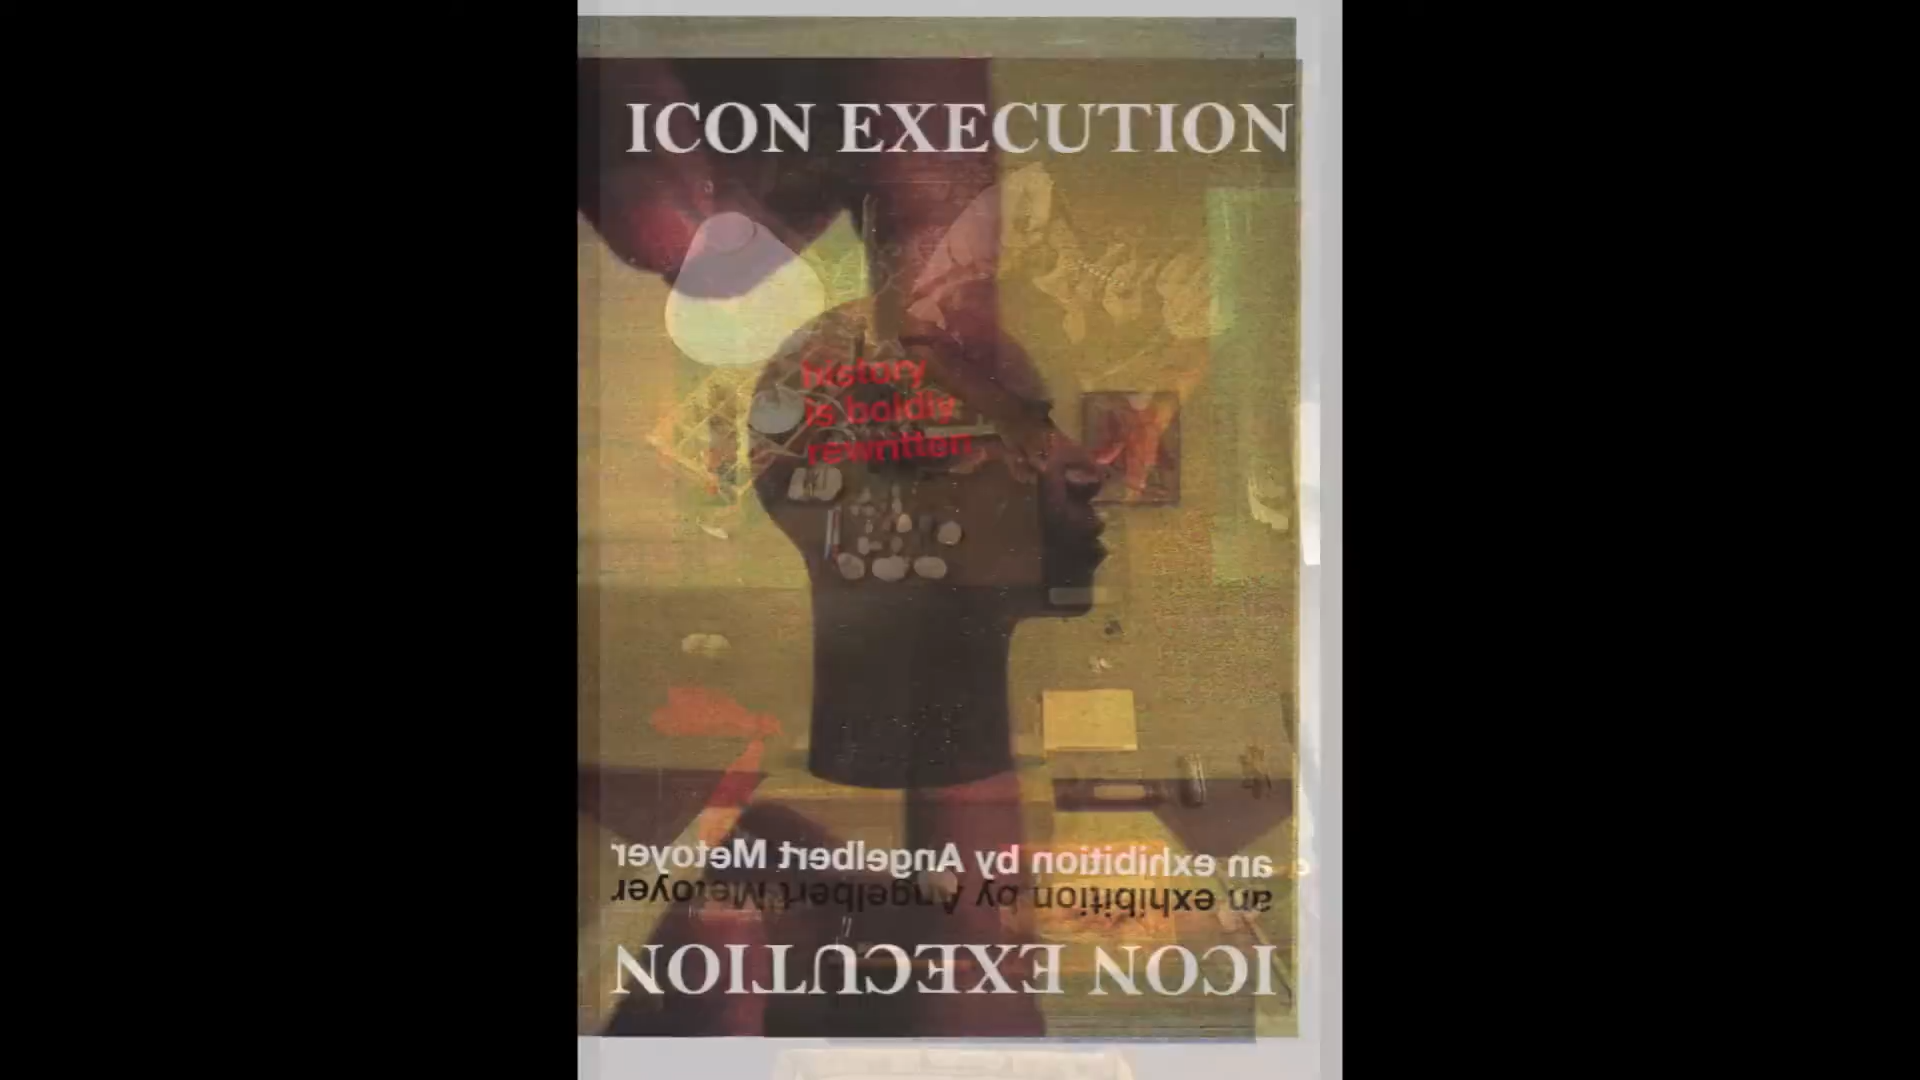 ICON EXECUTION
history
is boldly
rewritten
an exhibition by Angelbert Metoyer
an exhibition by Angelbert Metoyer
ICON EXECUTION